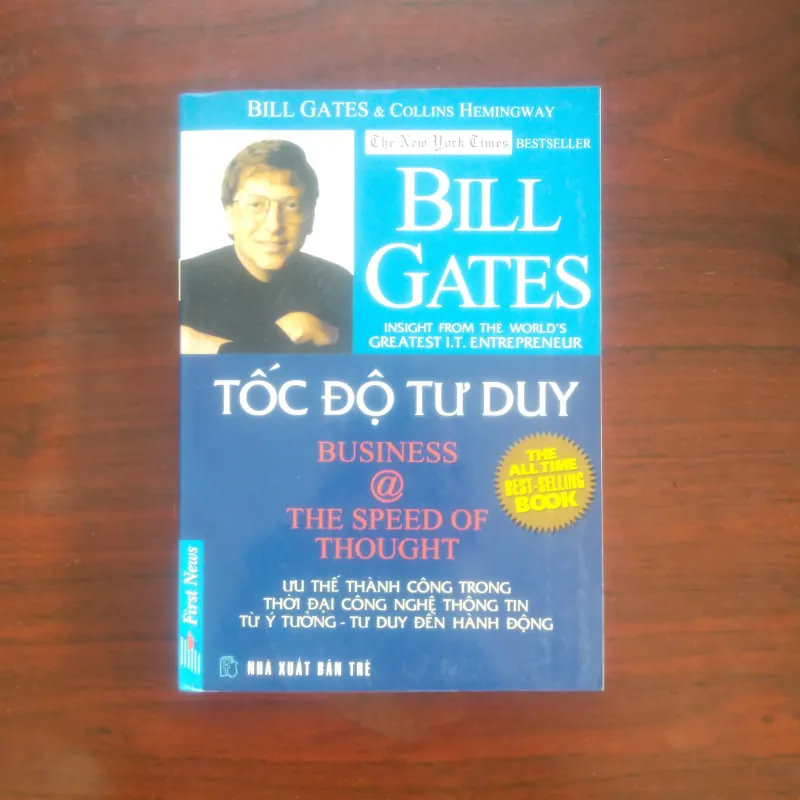 BILL GATES & COLLINS HEMINGWAY
The New York Times BESTSELLER
BILL
GATES
INSIGHT FROM THE WORLD'S
GREATEST I.T. ENTREPRENEUR
TỐC ĐỘ TƯ DUY
BUSINESS
@
THE SPEED OF
THOUGHT
THE
ALL TIME
BEST-SELLING
BOOK
ƯU THẾ THÀNH CÔNG TRONG
THỜI ĐẠI CÔNG NGHỆ THÔNG TIN
TỪ Ý TƯỞNG - TƯ DUY ĐẾN HÀNH ĐỘNG
First News
NHÀ XUẤT BẢN TRẺ